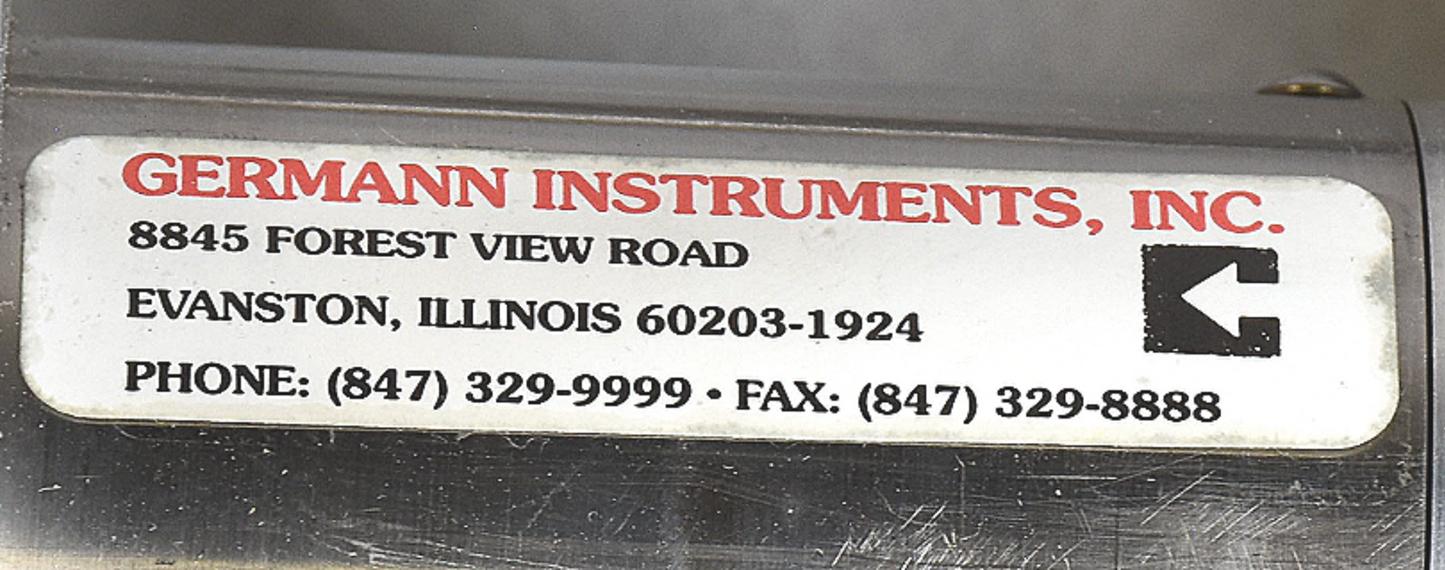 GERMANN INSTRUMENTS, INC.
8845 FOREST VIEW ROAD
EVANSTON, ILLINOIS 60203-1924
PHONE: (847) 329-9999 • FAX: (847) 329-8888